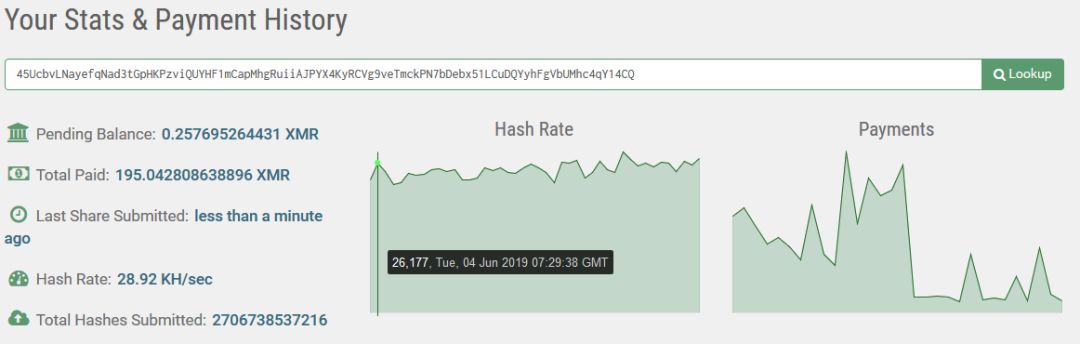 Your Stats & Payment History
45UcbvLNayefqNad3tGpHKPzviQUYHF1mCapMhgRuiiAJPYX4KyRCVg9veTmckPN7bDebx51LCuDQYyhFgVbUMhc4qY14CQ
Lookup
Pending Balance: 0.257695264431 XMR
Total Paid: 195.042808638896 XMR
Last Share Submitted: less than a minute
ago
Hash Rate: 28.92 KH/sec
Total Hashes Submitted: 2706738537216
Hash Rate
26,177, Tue, 04 Jun 2019 07:29:38 GMT
Payments